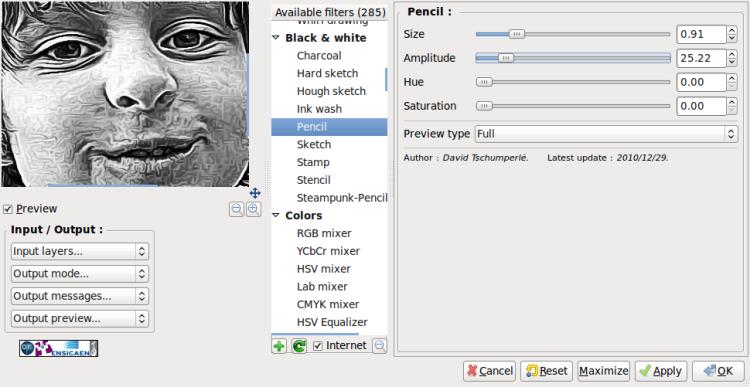 Available filters (285)
Black & white
Charcoal
Hard sketch
Hough sketch
Ink wash
Pencil
Sketch
Stamp
Stencil
Steampunk-Pencil
Colors
RGB mixer
YCbCr mixer
HSV mixer
Lab mixer
CMYK mixer
HSV Equalizer
Internet
Preview
Input / Output :
Input layers...
Output mode...
Output messages...
Output preview...
ENSICAEN
Pencil :
Size 0.91
Amplitude 25.22
Hue 0.00
Saturation 0.00
Preview type Full
Author : David Tschumperlé. Latest update : 2010/12/29.
Cancel Reset Maximize Apply OK